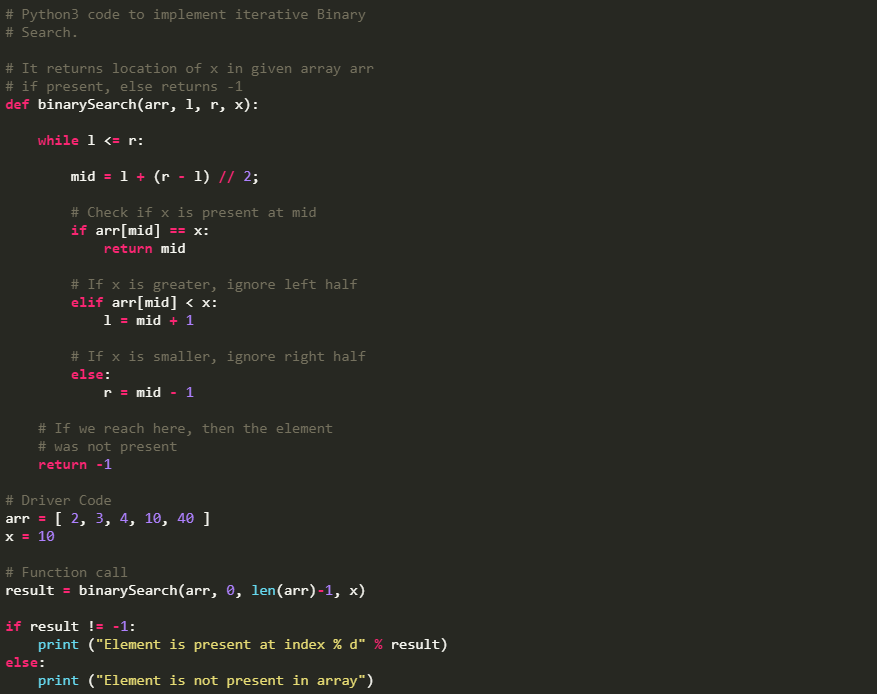 # Python3 code to implement iterative Binary
# Search.
# It returns location of x in given array arr
# if present, else returns -1
def binarySearch(arr, l, r, x):
    while l <= r:
        mid = l + (r - l) // 2;
        # Check if x is present at mid
        if arr[mid] == x:
            return mid
        # If x is greater, ignore left half
        elif arr[mid] < x:
            l = mid + 1
        # If x is smaller, ignore right half
        else:
            r = mid - 1
    # If we reach here, then the element
    # was not present
    return -1
# Driver Code
arr = [ 2, 3, 4, 10, 40 ]
x = 10
# Function call
result = binarySearch(arr, 0, len(arr)-1, x)
if result != -1:
    print ("Element is present at index % d" % result)
else:
    print ("Element is not present in array")